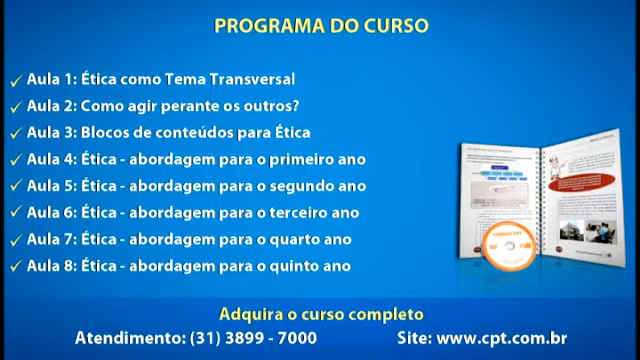 PROGRAMA DO CURSO
Aula 1: Ética como Tema Transversal
Aula 2: Como agir perante os outros?
Aula 3: Blocos de conteúdos para Ética
Aula 4: Ética - abordagem para o primeiro ano
Aula 5: Ética - abordagem para o segundo ano
Aula 6: Ética - abordagem para o terceiro ano
Aula 7: Ética - abordagem para o quarto ano
Aula 8: Ética - abordagem para o quinto ano
Adquira o curso completo
Atendimento: (31) 3899 - 7000 Site: www.cpt.com.br